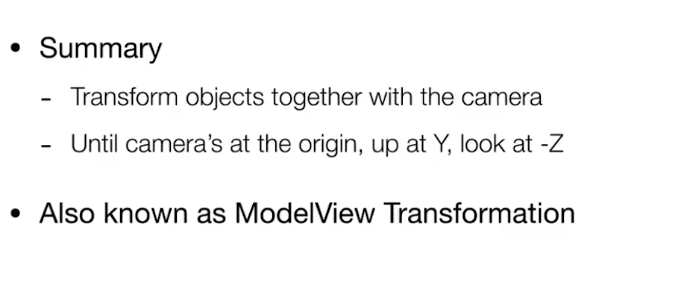 • Summary
- Transform objects together with the camera
- Until camera's at the origin, up at Y, look at -Z
• Also known as ModelView Transformation